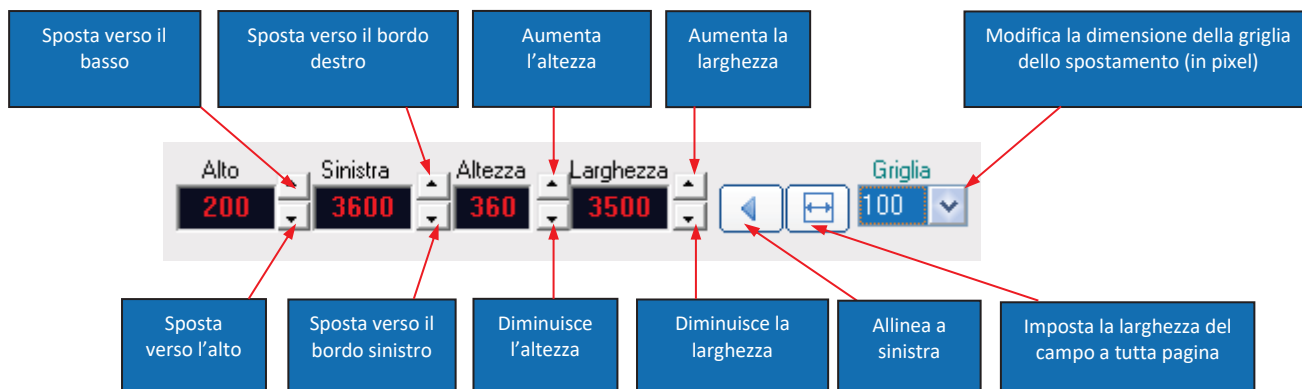 Sposta verso il
basso
Sposta verso il bordo
destro
Aumenta
l’altezza
Aumenta la
larghezza
Modifica la dimensione della griglia
dello spostamento (in pixel)
Alto
Sinistra
Altezza
Larghezza
Griglia
200
3600
360
3500
100
Sposta
verso l’alto
Sposta verso il
bordo sinistro
Diminuisce
l’altezza
Diminuisce la
larghezza
Allinea a
sinistra
Imposta la larghezza del
campo a tutta pagina